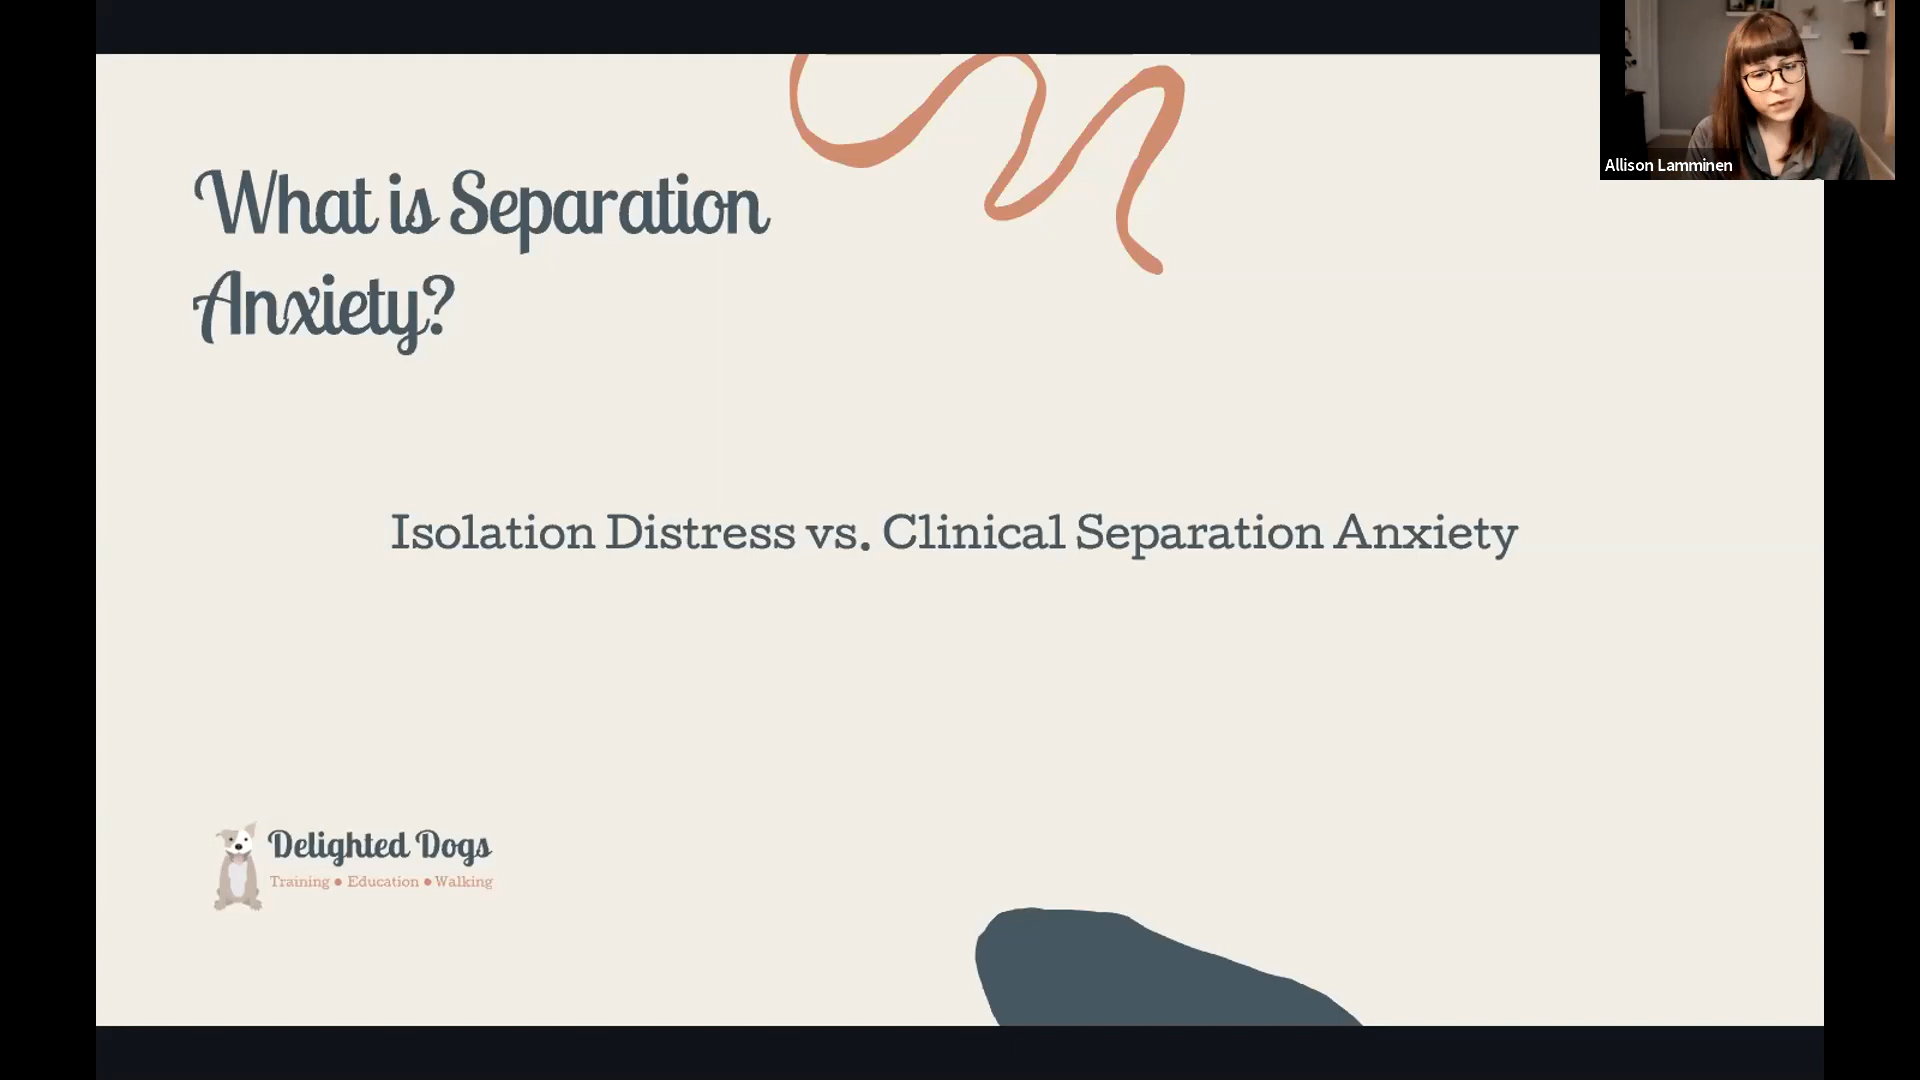 What is Separation
Anxiety?
Isolation Distress vs. Clinical Separation Anxiety
Delighted Dogs
Training ● Education ● Walking
Allison Lamminen